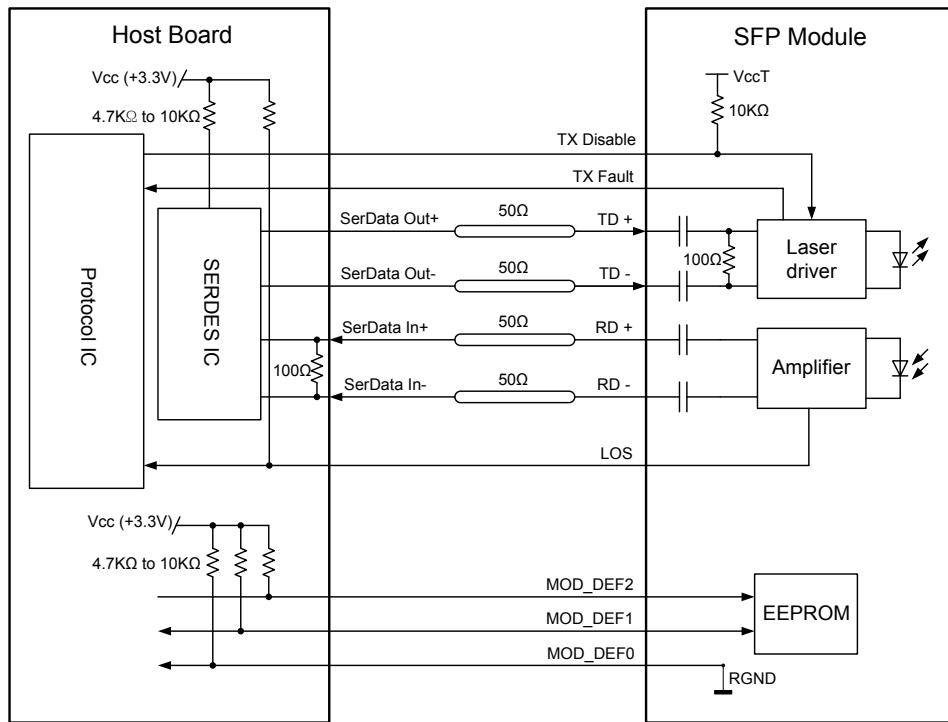 Host Board
SFP Module
Vcc (+3.3V)
4.7KΩ to 10KΩ
VccT
10KΩ
TX Disable
TX Fault
Protocol IC
SERDES IC
SerData Out+
50Ω
TD +
SerData Out-
50Ω
TD -
100Ω
Laser
driver
SerData In+
50Ω
RD +
100Ω
SerData In-
50Ω
RD -
Amplifier
LOS
Vcc (+3.3V)
4.7KΩ to 10KΩ
MOD_DEF2
MOD_DEF1
MOD_DEF0
EEPROM
RGND